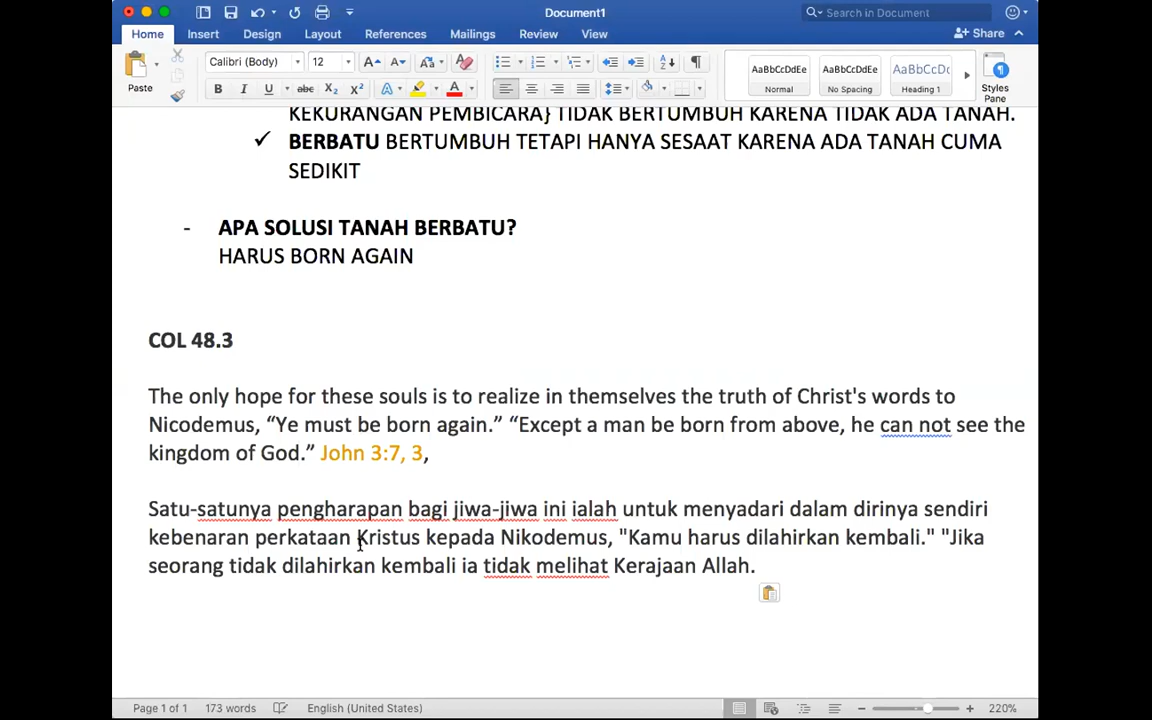 Document1
Search in Document
Home Insert Design Layout References Mailings Review View
Share
Paste
Calibri (Body) 12
AaBbCcDdEe AaBbCcDdEe AaBbCcDc
Normal No Spacing Heading 1
Styles
Pane
KEKURANGAN PEMBICARA} TIDAK BERTUMBUH KARENA TIDAK ADA TANAH.
✓ BERBATU BERTUMBUH TETAPI HANYA SESAAT KARENA ADA TANAH CUMA
SEDIKIT
- APA SOLUSI TANAH BERBATU?
HARUS BORN AGAIN
COL 48.3
The only hope for these souls is to realize in themselves the truth of Christ's words to
Nicodemus, “Ye must be born again.” “Except a man be born from above, he can not see the
kingdom of God.” John 3:7, 3,
Satu-satunya pengharapan bagi jiwa-jiwa ini ialah untuk menyadari dalam dirinya sendiri
kebenaran perkataan Kristus kepada Nikodemus, "Kamu harus dilahirkan kembali." "Jika
seorang tidak dilahirkan kembali ia tidak melihat Kerajaan Allah.
Page 1 of 1 173 words English (United States) 220%